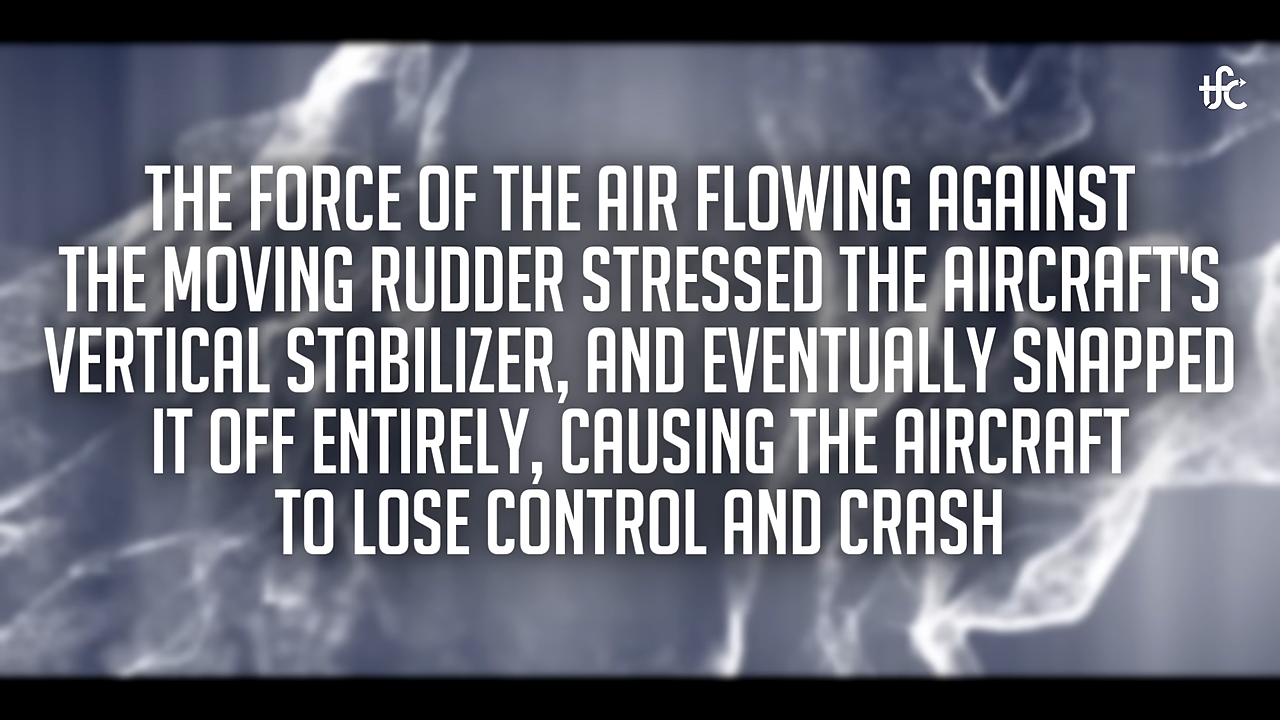 tfc
THE FORCE OF THE AIR FLOWING AGAINST
THE MOVING RUDDER STRESSED THE AIRCRAFT'S
VERTICAL STABILIZER, AND EVENTUALLY SNAPPED
IT OFF ENTIRELY, CAUSING THE AIRCRAFT
TO LOSE CONTROL AND CRASH